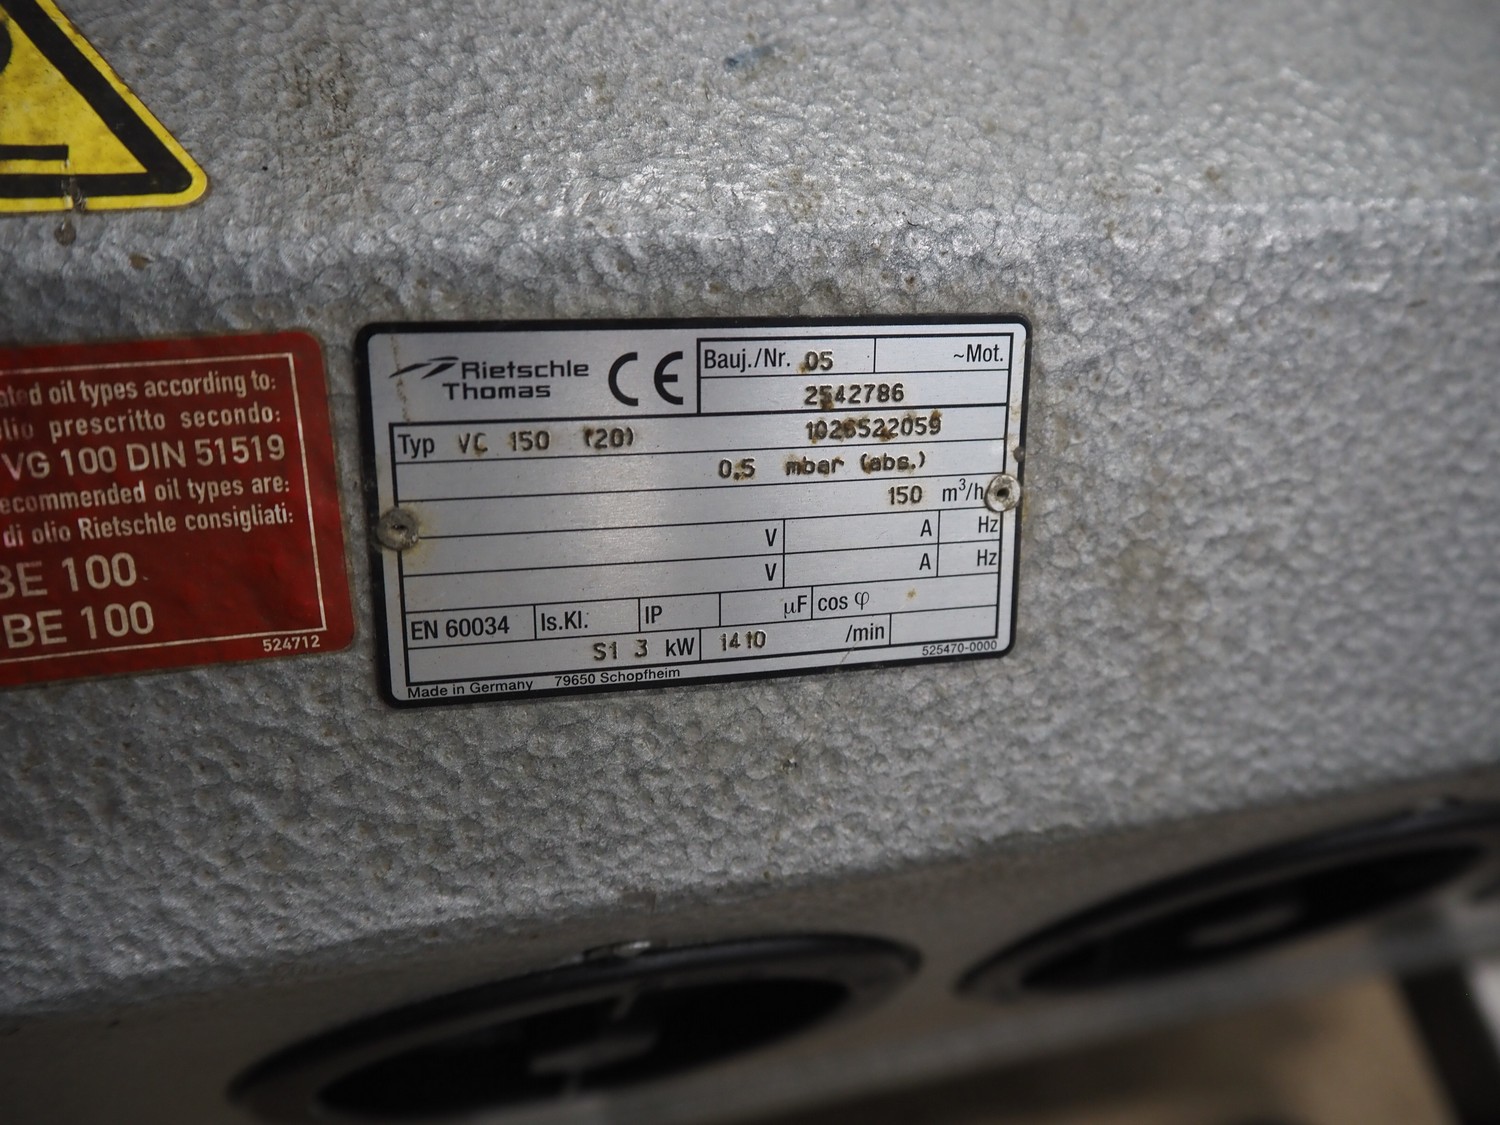 ted oil types according to:
lio prescritto secondo:
VG 100 DIN 51519
ecommended oil types are:
di olio Rietschle consigliati:
BE 100
BE 100
524712
Rietschle
Thomas
CE
Bauj./Nr. 05
~Mot.
2542786
Typ VC 150 (20) 1026522059
0.5 mbar (abs.)
150 m³/h
V A Hz
V A Hz
EN 60034 Is.Kl: IP µF cos φ
S1 3 kW 1410 /min
Made in Germany 79650 Schopfheim 525470-0000